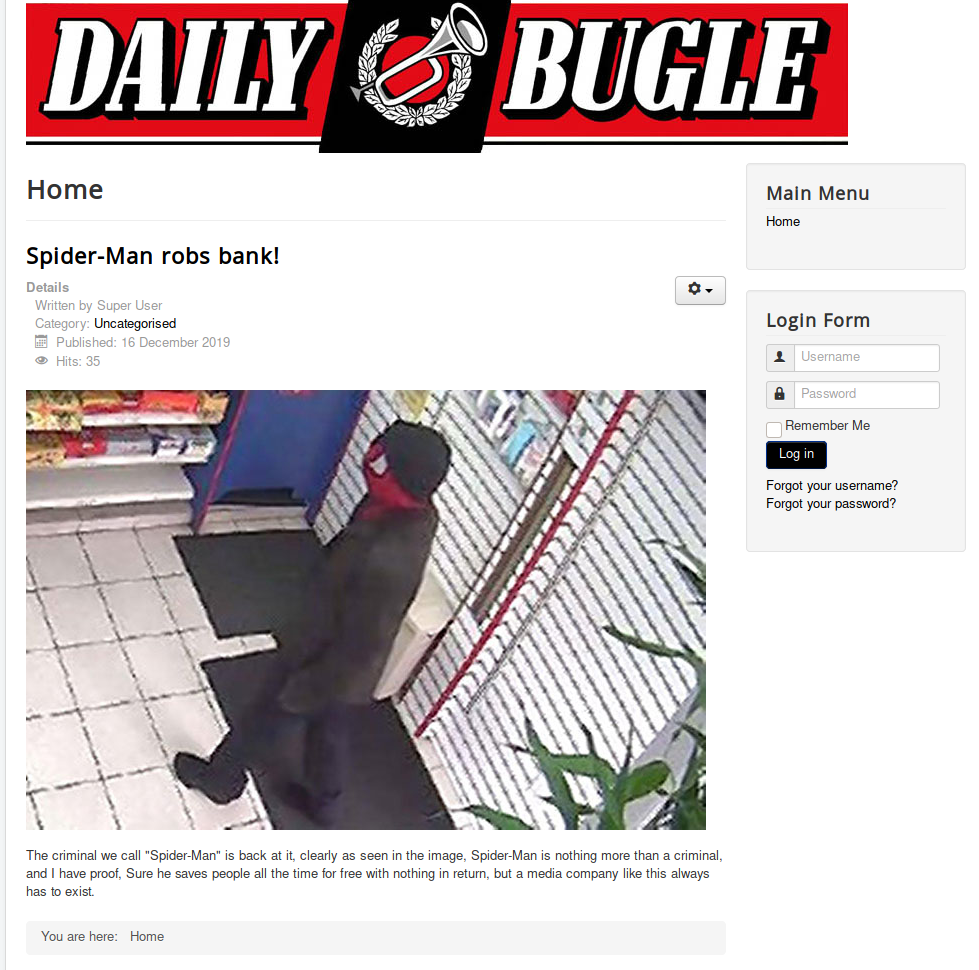 DAILY BUGLE
Home
Spider-Man robs bank!
Details
Written by Super User
Category: Uncategorised
Published: 16 December 2019
Hits: 35
The criminal we call "Spider-Man" is back at it, clearly as seen in the image, Spider-Man is nothing more than a criminal,
and I have proof, Sure he saves people all the time for free with nothing in return, but a media company like this always
has to exist.
You are here: Home
Main Menu
Home
Login Form
Username
Password
Remember Me
Log in
Forgot your username?
Forgot your password?